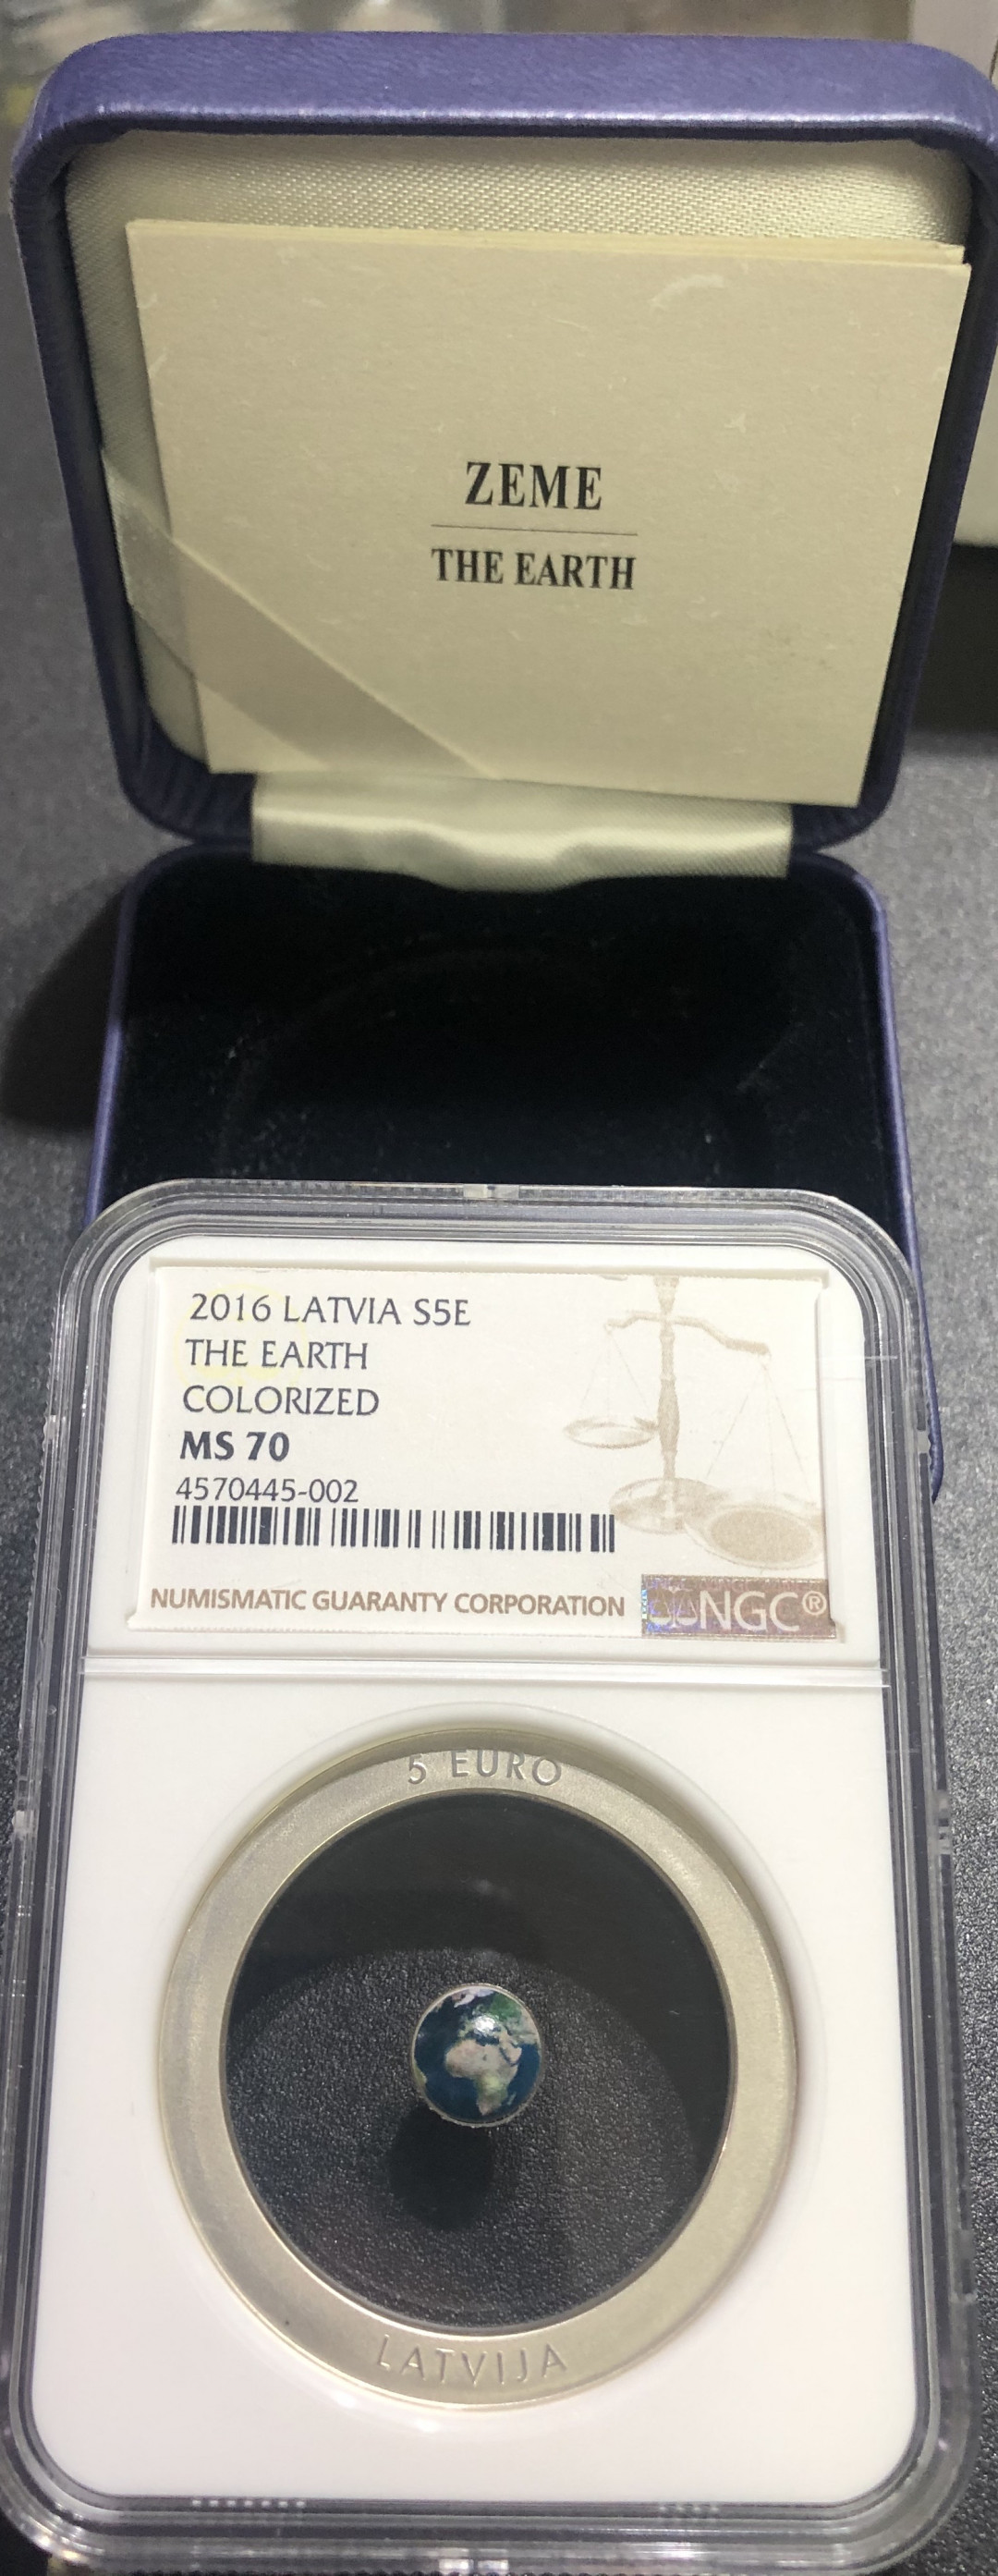 ZEME
THE EARTH
2016 LATVIA S5E
THE EARTH
COLORIZED
MS 70
4570445-002
NUMISMATIC GUARANTY CORPORATION NGC®
5 EURO
LATVIJA